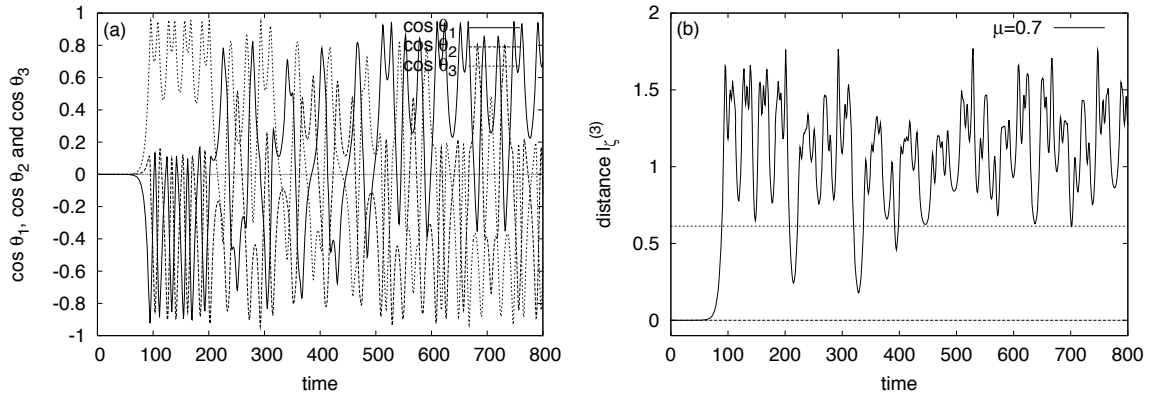 (a)
cos θ1
cos θ2
cos θ3
1
0.8
0.6
0.4
0.2
0
-0.2
-0.4
-0.6
-0.8
-1
cos θ1, cos θ2 and cos θ3
0 100 200 300 400 500 600 700 800
time
(b)
μ=0.7
2
1.5
1
0.5
0
distance lζ(3)
0 100 200 300 400 500 600 700 800
time